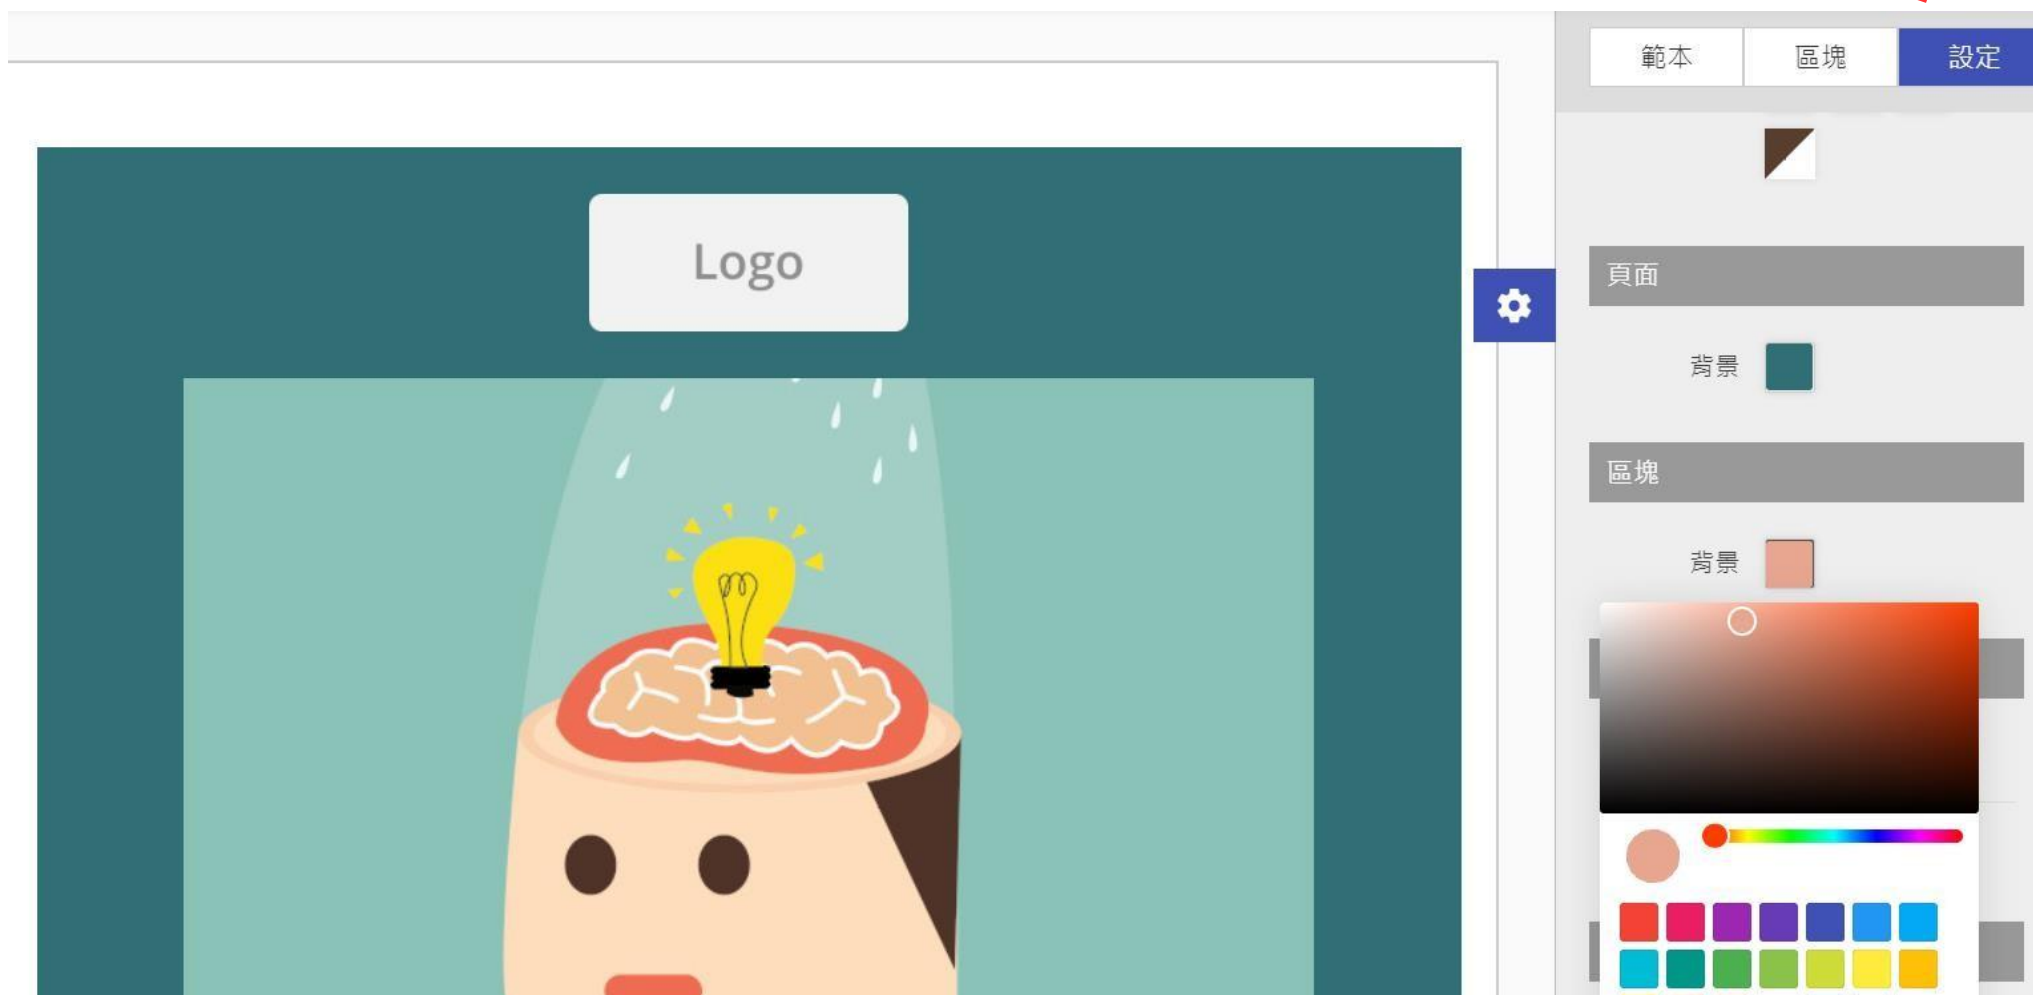 範本 區塊 設定
Logo
頁面
背景
區塊
背景